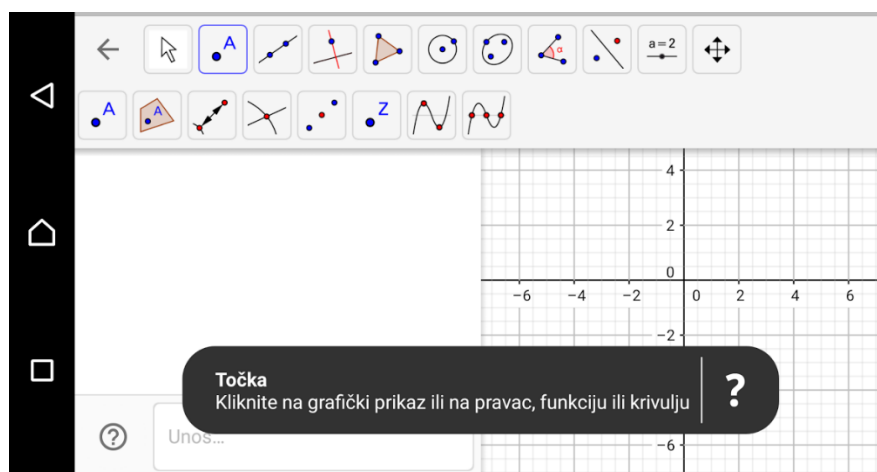 A
α
a=2
A
A
Z
4
2
0
−6 −4 −2 0 2 4 6
−2
Točka
Kliknite na grafički prikaz ili na pravac, funkciju ili krivulju
?
?
Unos...
−6